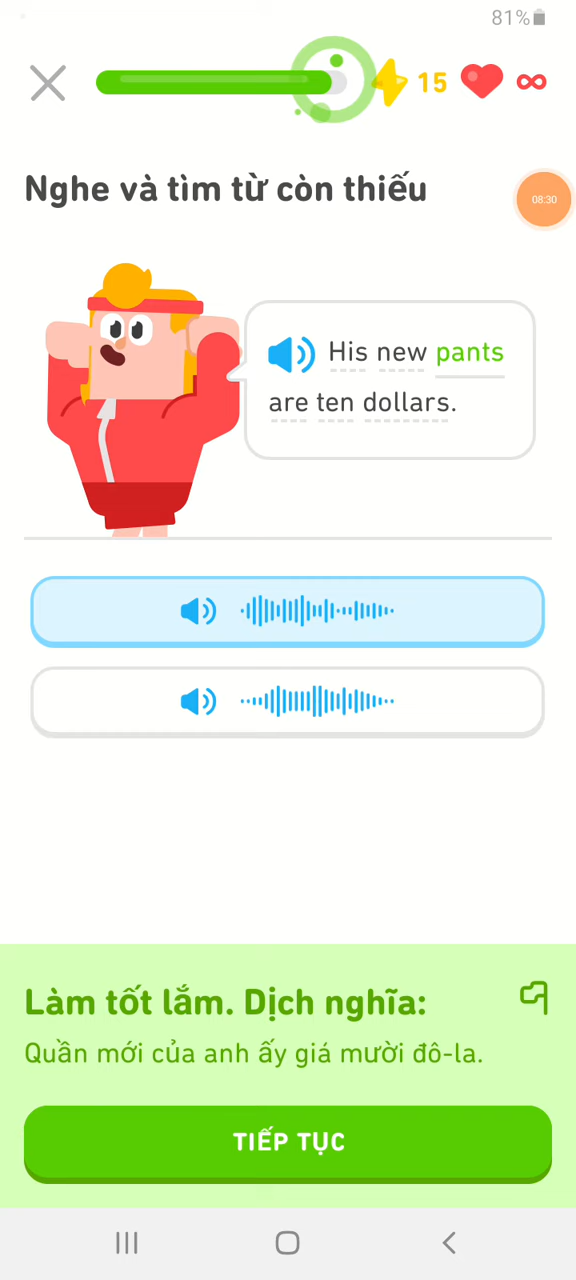 81%
15
Nghe và tìm từ còn thiếu
08:30
His new pants
are ten dollars.
Làm tốt lắm. Dịch nghĩa:
Quần mới của anh ấy giá mười đô-la.
TIẾP TỤC